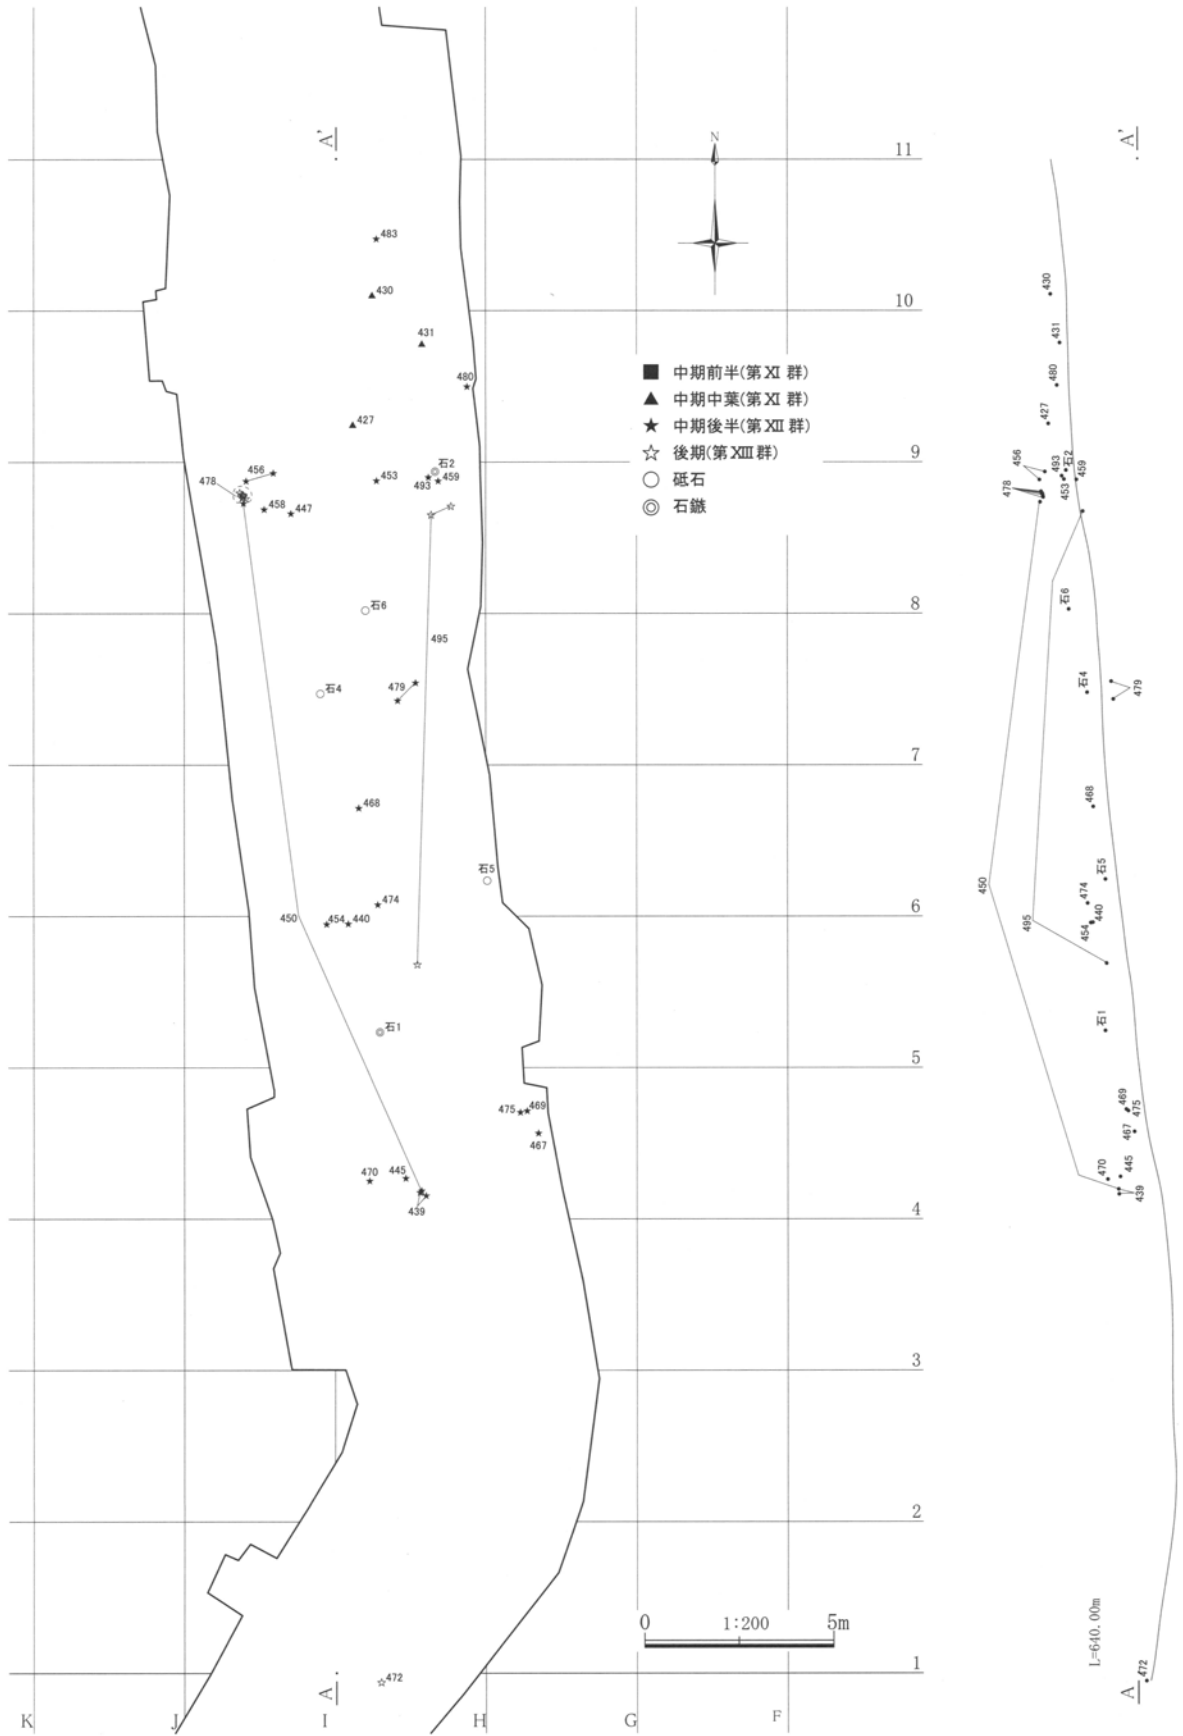 A'
A'
N
11
483
430
10
431
480
427
9
456
石2
453
459
493
478
458
447
石6
8
495
石4
479
7
468
石5
474
6
450
454
440
石1
5
475
469
467
470
445
439
4
3
2
1
472
A
K
J
I
H
G
F
■ 中期前半(第XI 群)
▲ 中期中葉(第XI 群)
★ 中期後半(第XII 群)
☆ 後期(第XIII 群)
○ 砥石
◎ 石鏃
0 1:200 5m
430
431
480
427
456
493
石2
459
453
478
石6
石4
479
468
石5
450
474
495
440
454
石1
469
475
467
470
445
439
L=640.00m
472
A